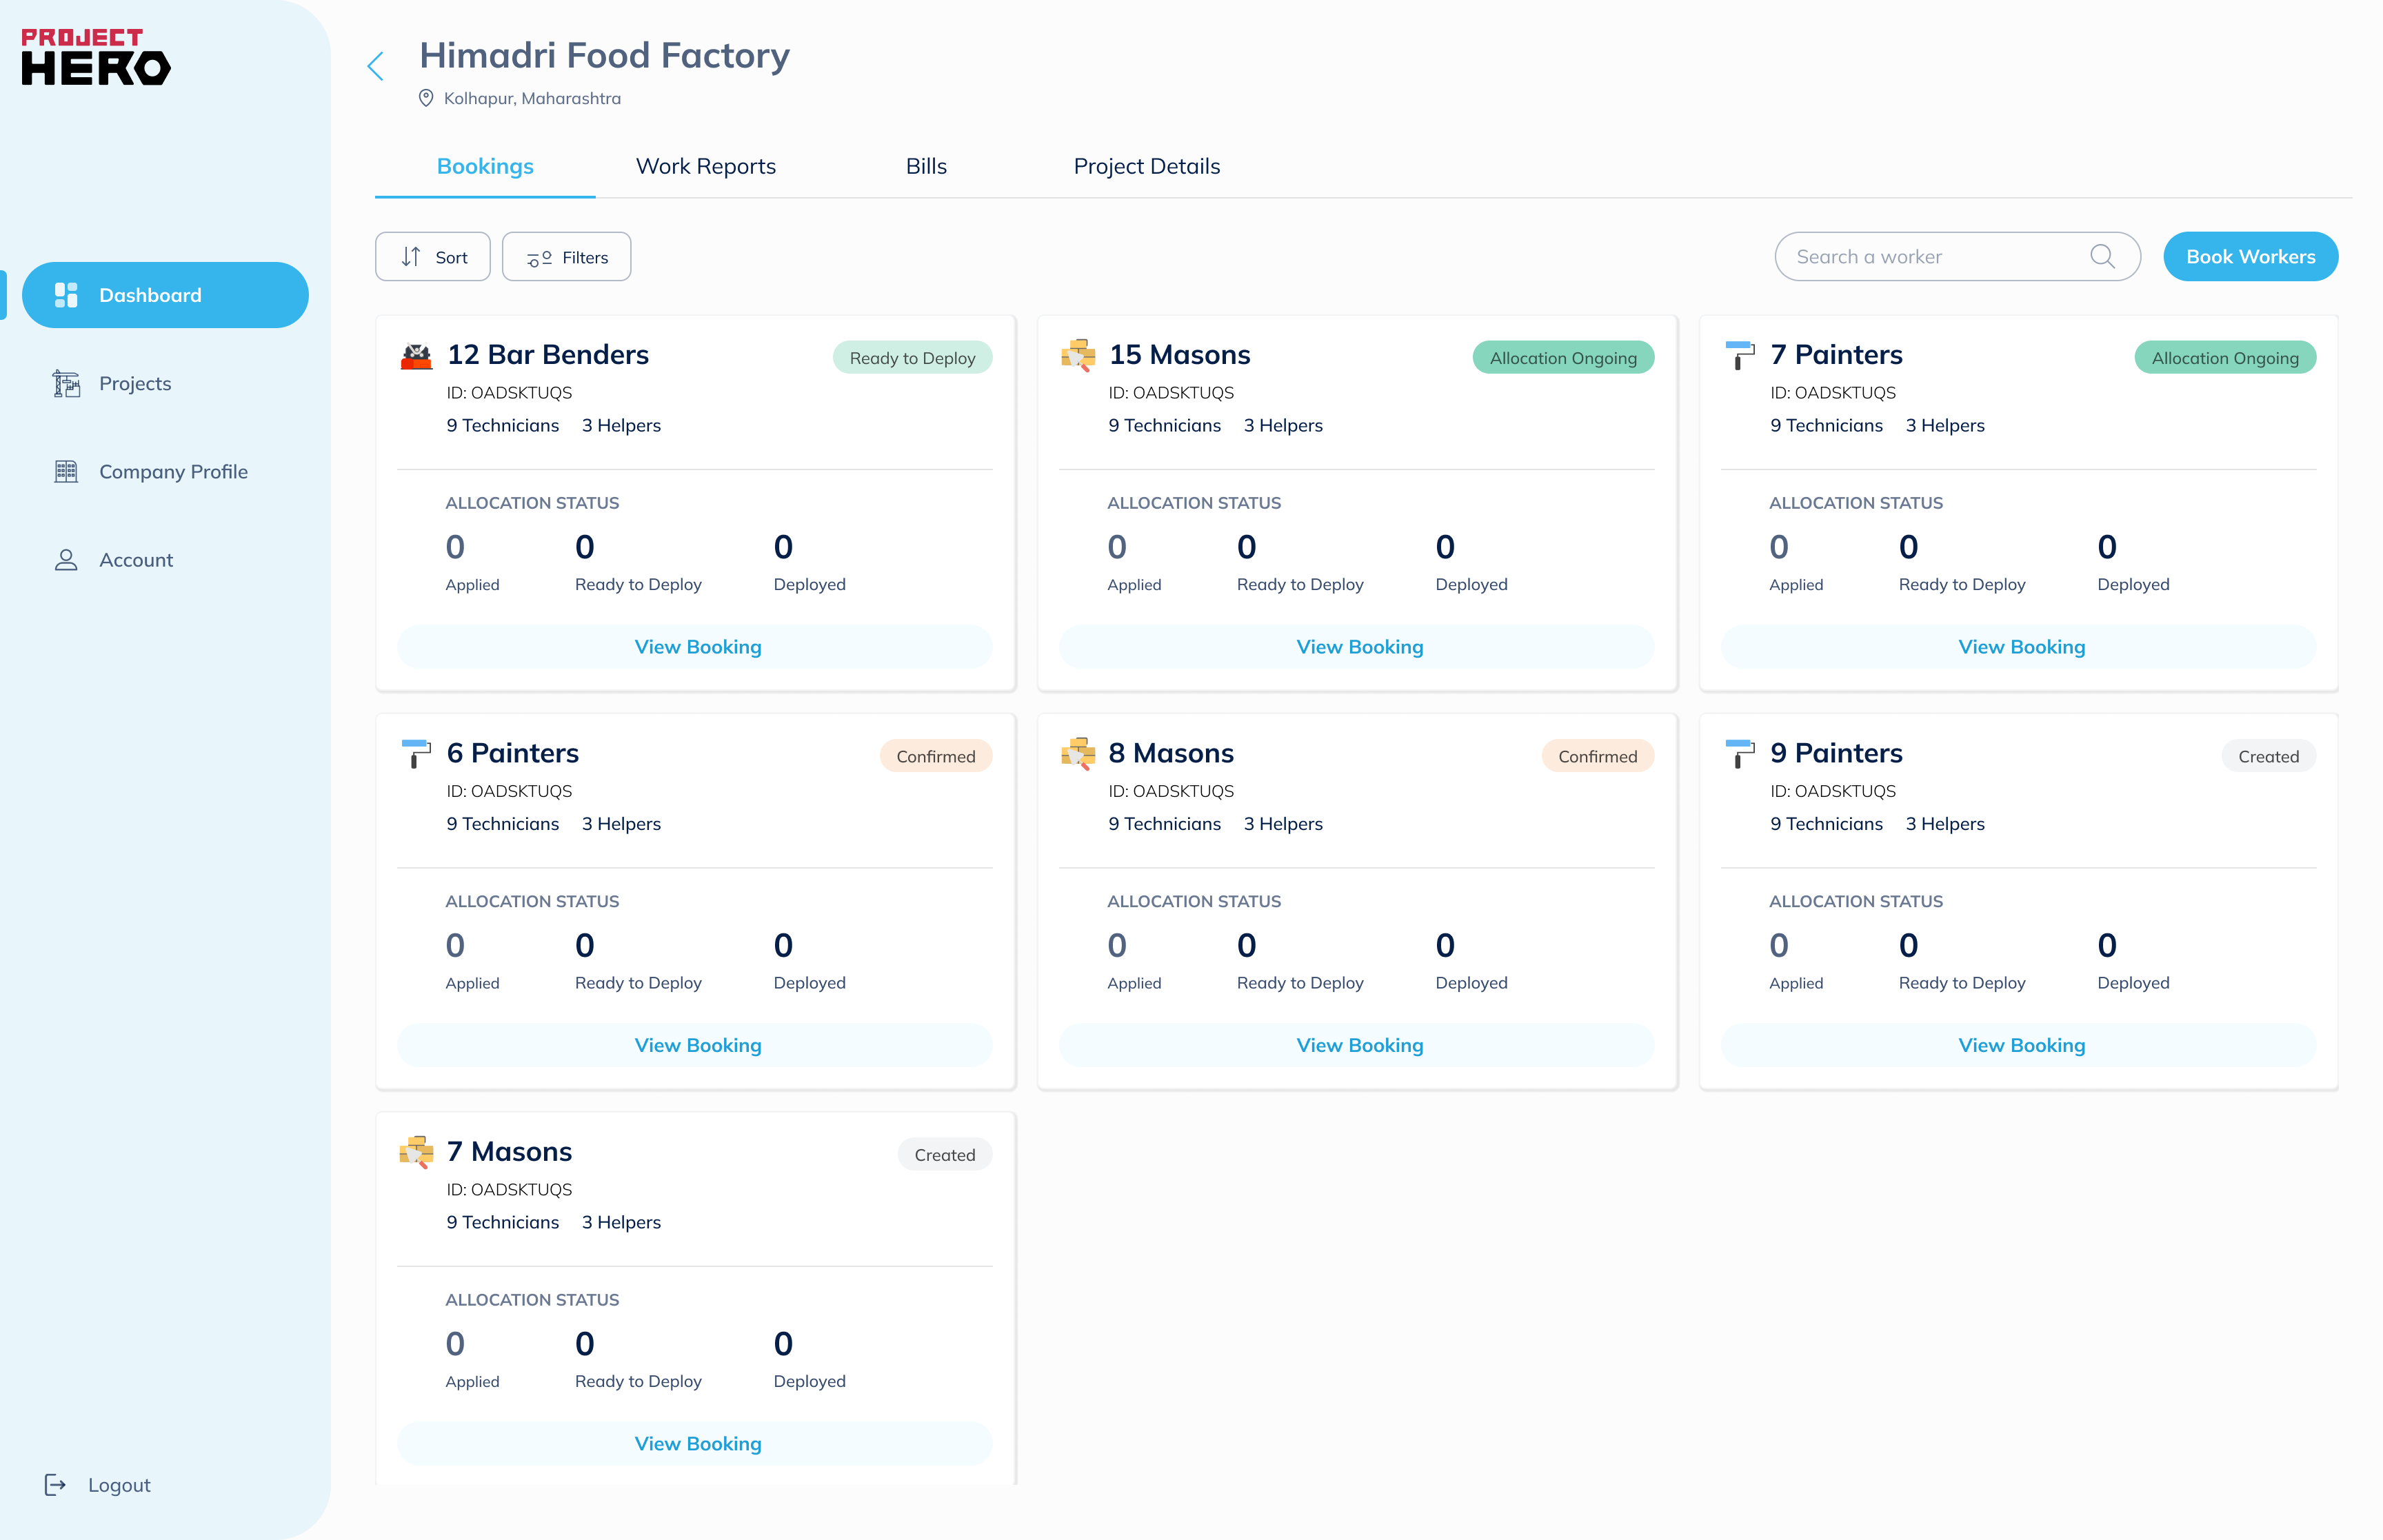 PROJECT
HERO
Dashboard
Projects
Company Profile
Account
Logout
Himadri Food Factory
Kolhapur, Maharashtra
Bookings Work Reports Bills Project Details
Sort Filters Search a worker Book Workers
12 Bar Benders Ready to Deploy
ID: OADSKTUQS
9 Technicians 3 Helpers
ALLOCATION STATUS
0 0 0
Applied Ready to Deploy Deployed
View Booking
15 Masons Allocation Ongoing
ID: OADSKTUQS
9 Technicians 3 Helpers
ALLOCATION STATUS
0 0 0
Applied Ready to Deploy Deployed
View Booking
7 Painters Allocation Ongoing
ID: OADSKTUQS
9 Technicians 3 Helpers
ALLOCATION STATUS
0 0 0
Applied Ready to Deploy Deployed
View Booking
6 Painters Confirmed
ID: OADSKTUQS
9 Technicians 3 Helpers
ALLOCATION STATUS
0 0 0
Applied Ready to Deploy Deployed
View Booking
8 Masons Confirmed
ID: OADSKTUQS
9 Technicians 3 Helpers
ALLOCATION STATUS
0 0 0
Applied Ready to Deploy Deployed
View Booking
9 Painters Created
ID: OADSKTUQS
9 Technicians 3 Helpers
ALLOCATION STATUS
0 0 0
Applied Ready to Deploy Deployed
View Booking
7 Masons Created
ID: OADSKTUQS
9 Technicians 3 Helpers
ALLOCATION STATUS
0 0 0
Applied Ready to Deploy Deployed
View Booking